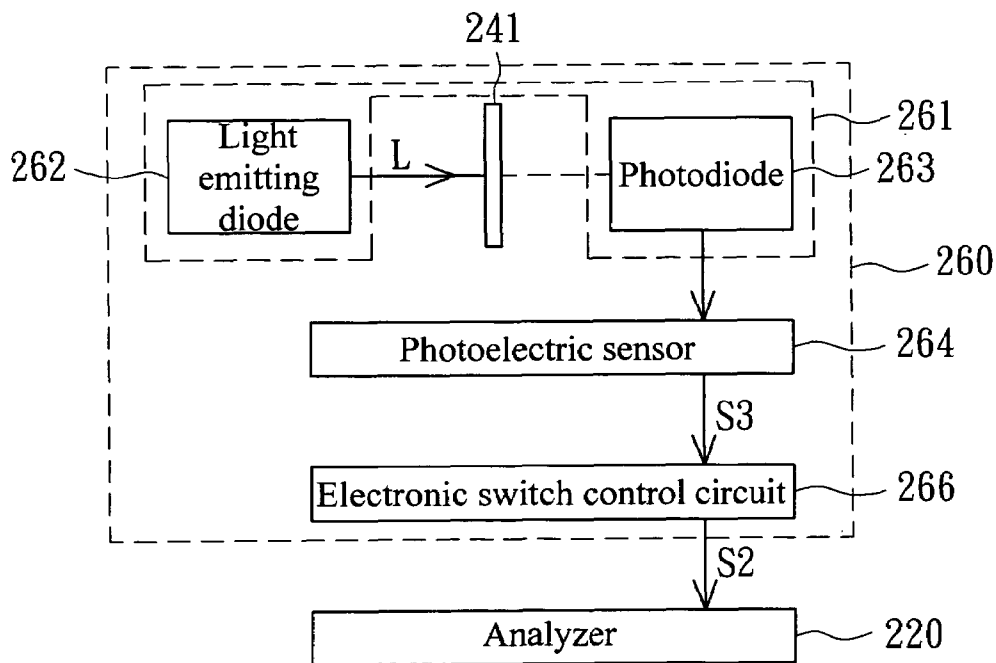 241
261
Light
emitting
diode
262
L
Photodiode
263
260
Photoelectric sensor
264
S3
Electronic switch control circuit
266
S2
Analyzer
220